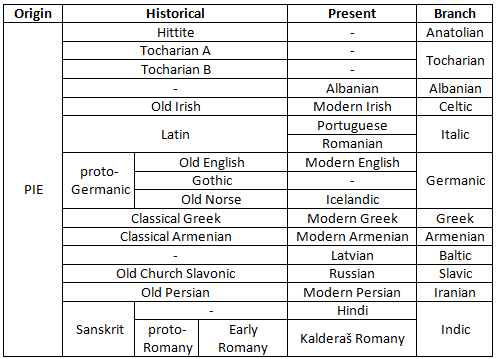 Origin Historical Present Branch
PIE
Hittite - Anatolian
Tocharian A -
Tocharian
Tocharian B -
- Albanian Albanian
Old Irish Modern Irish Celtic
Latin
Portuguese
Romanian
Italic
proto-
Germanic
Old English Modern English
Gothic -
Old Norse Icelandic
Germanic
Classical Greek Modern Greek Greek
Classical Armenian Modern Armenian Armenian
- Latvian Baltic
Old Church Slavonic Russian Slavic
Old Persian Modern Persian Iranian
Sanskrit
- Hindi
proto-
Romany
Early
Romany
Kalderaš Romany
Indic